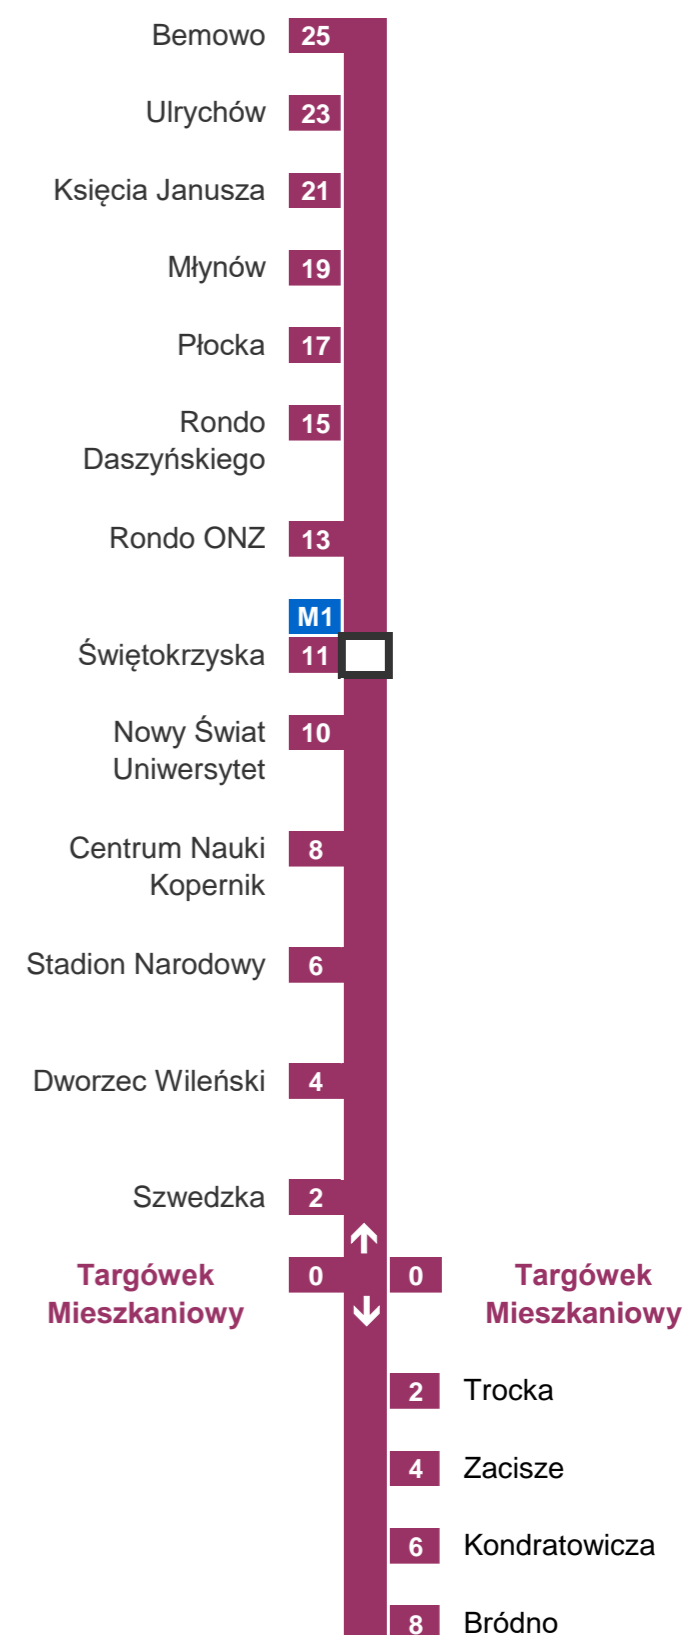 Bemowo 25
Ulrychów 23
Księcia Janusza 21
Młynów 19
Płocka 17
Rondo 15
Daszyńskiego
Rondo ONZ 13
M1
Świętokrzyska 11
Nowy Świat 10
Uniwersytet
Centrum Nauki 8
Kopernik
Stadion Narodowy 6
Dworzec Wileński 4
Szwedzka 2
Targówek 0 0 Targówek
Mieszkaniowy Mieszkaniowy
2 Trocka
4 Zacisze
6 Kondratowicza
8 Bródno